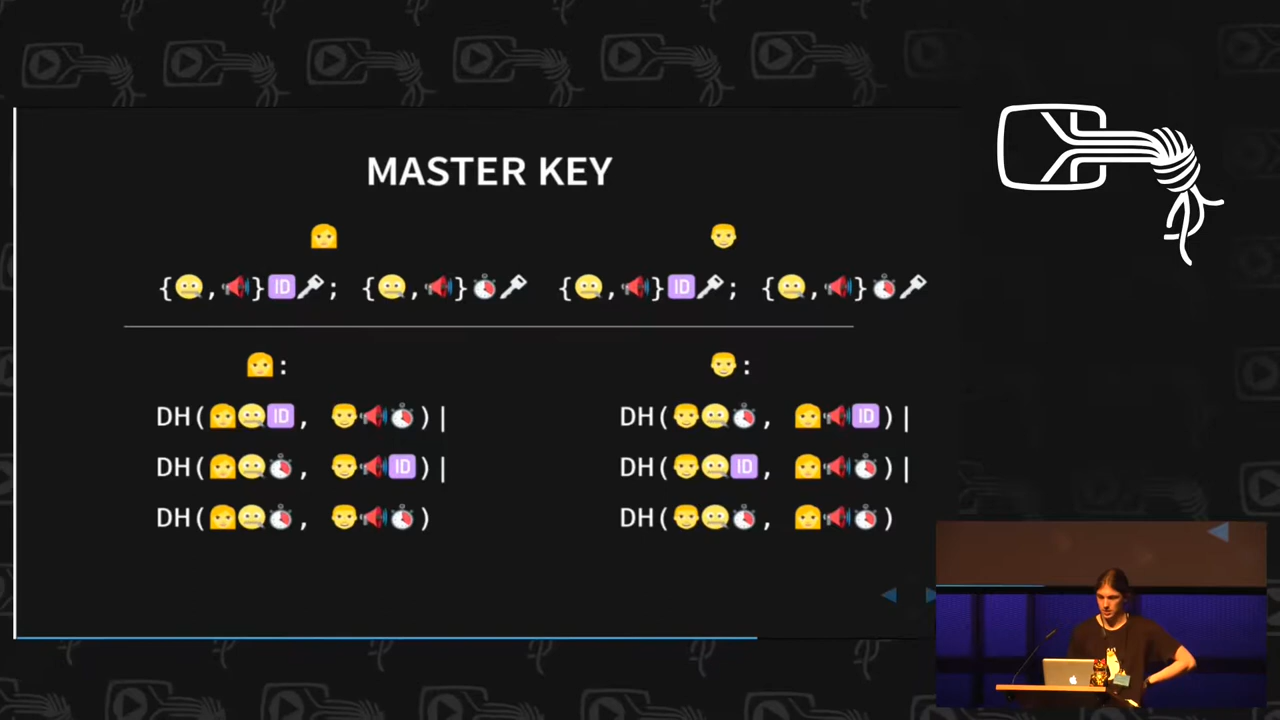 MASTER KEY
👩 👨
{🤐,📢}🆔🔑; {🤐,📢}⏱🔑 {🤐,📢}🆔🔑; {🤐,📢}⏱🔑
👩: 👨:
DH(👩🤐🆔, 👨📢⏱)| DH(👨🤐⏱, 👩📢🆔)|
DH(👩🤐⏱, 👨📢🆔)| DH(👨🤐🆔, 👩📢⏱)|
DH(👩🤐⏱, 👨📢⏱) DH(👨🤐⏱, 👩📢⏱)